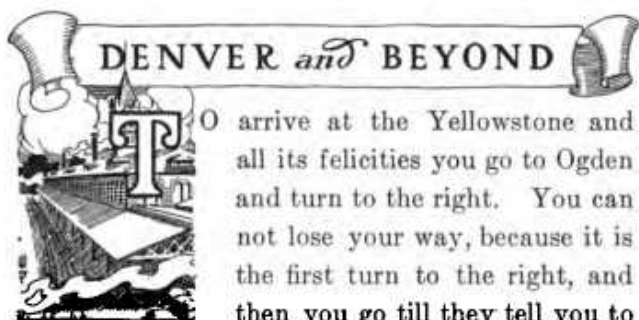 DENVER and BEYOND
TO arrive at the Yellowstone and
all its felicities you go to Ogden
and turn to the right. You can
not lose your way, because it is
the first turn to the right, and
then you go till they tell you to